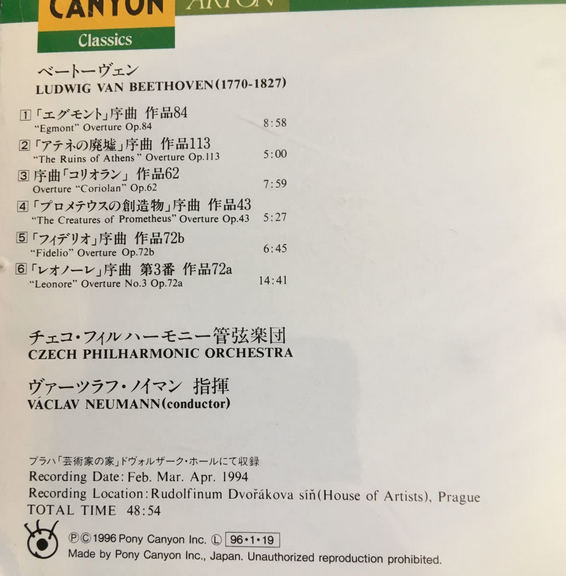 CANYON
ARTON
Classics
ベートーヴェン
LUDWIG VAN BEETHOVEN(1770-1827)
1 「エグモント」序曲 作品84
"Egmont" Overture Op.84 8:58
2 「アテネの廃墟」序曲 作品113
"The Ruins of Athens" Overture Op.113 5:00
3 序曲「コリオラン」 作品62
Overture "Coriolan" Op.62 7:59
4 「プロメテウスの創造物」序曲 作品43
"The Creatures of Prometheus" Overture Op.43 5:27
5 「フィデリオ」序曲 作品72b
"Fidelio" Overture Op.72b 6:45
6 「レオノーレ」序曲 第3番 作品72a
"Leonore" Overture No.3 Op.72a 14:41
チェコ・フィルハーモニー管弦楽団
CZECH PHILHARMONIC ORCHESTRA
ヴァーツラフ・ノイマン 指揮
VÁCLAV NEUMANN(conductor)
プラハ「芸術家の家」ドヴォルザーク・ホールにて収録
Recording Date: Feb. Mar. Apr. 1994
Recording Location: Rudolfinum Dvořákova síň(House of Artists), Prague
TOTAL TIME 48:54
ⓅⒸ1996 Pony Canyon Inc. Ⓛ 96・1・19
Made by Pony Canyon Inc., Japan. Unauthorized reproduction prohibited.